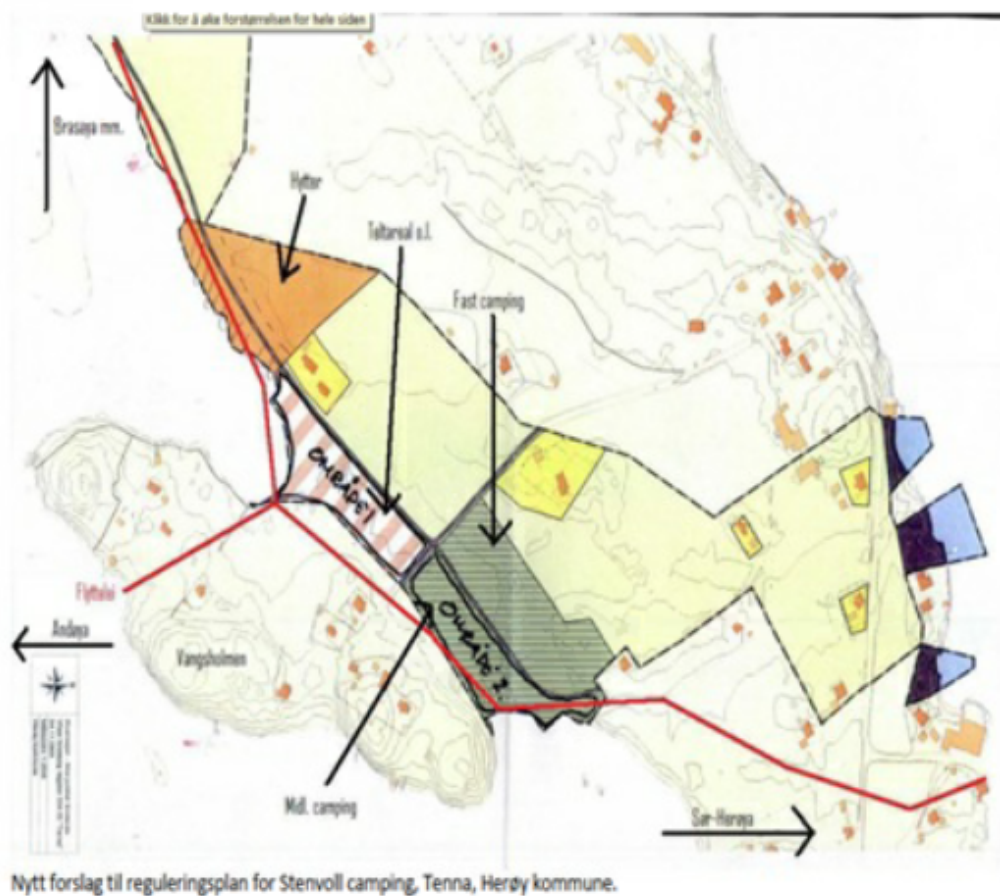 Klikk for å øke forstørrelsen for hele siden
Brasøya mm.
Hytter
Teltareal o.l.
Fast camping
OMRÅDE 1
Flyttelei
Andøya
Vangsholmen
OMRÅDE 2.
Midl. camping
Sør-Herøya
Nytt forslag til reguleringsplan for Stenvoll camping, Tenna, Herøy kommune.